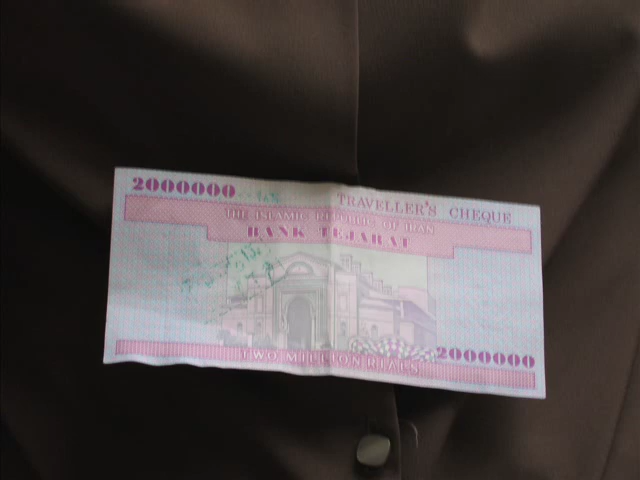 2000000
TRAVELLER'S CHEQUE
THE ISLAMIC REPUBLIC OF IRAN
BANK TEJARAT
2000000
TWO MILLION RIALS